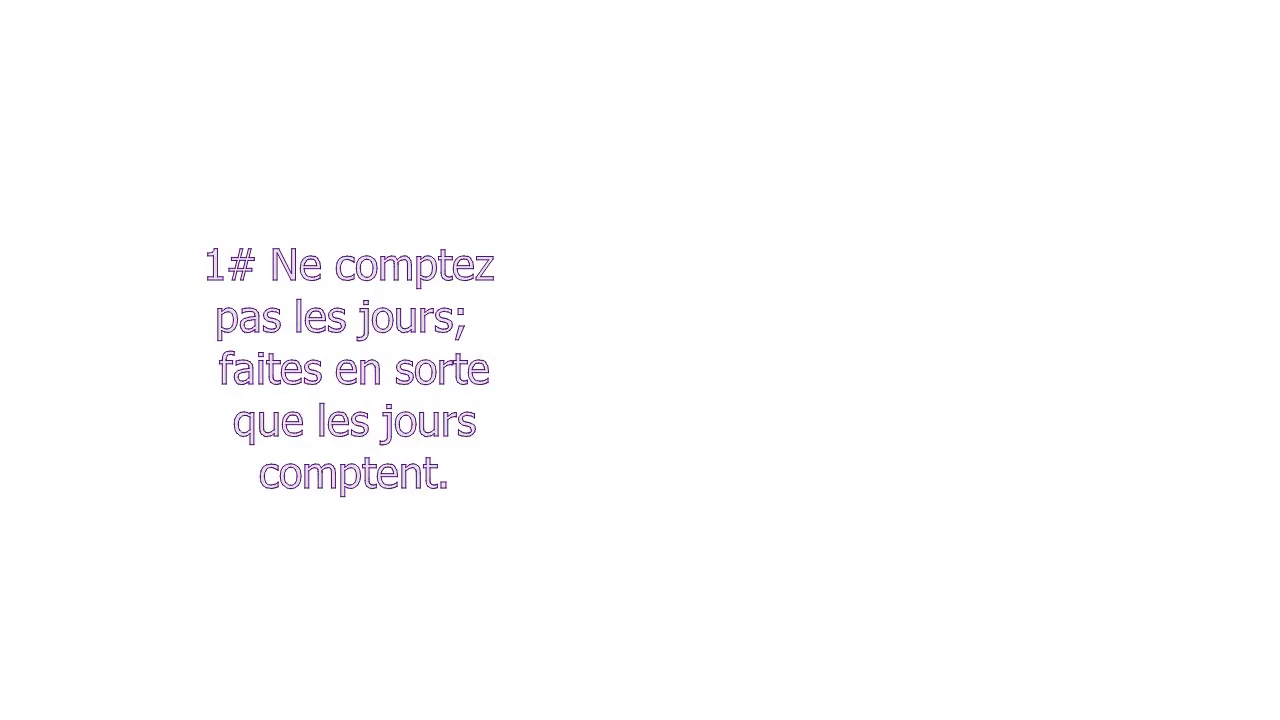 1# Ne comptez
pas les jours;
faites en sorte
que les jours
comptent.